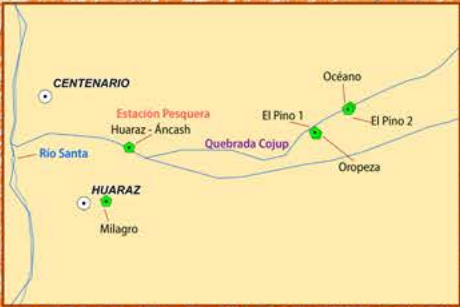 Océano
CENTENARIO
Estación Pesquera
Huaraz - Áncash
El Pino 1
El Pino 2
Quebrada Cojup
Río Santa
Oropeza
HUARAZ
Milagro